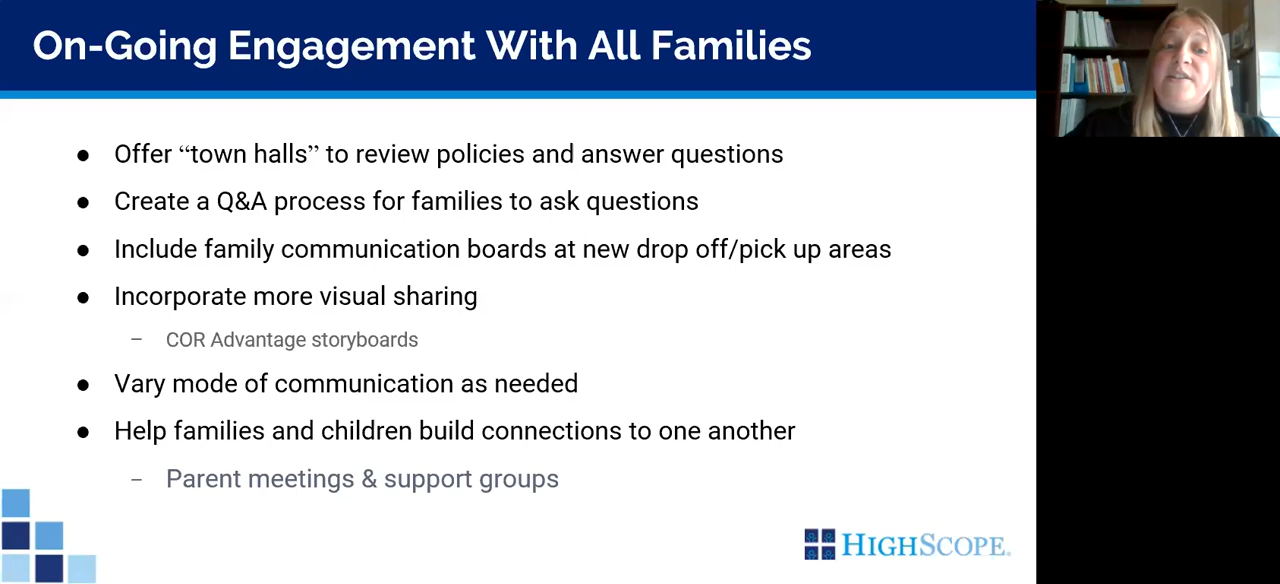 On-Going Engagement With All Families
● Offer “town halls” to review policies and answer questions
● Create a Q&A process for families to ask questions
● Include family communication boards at new drop off/pick up areas
● Incorporate more visual sharing
– COR Advantage storyboards
● Vary mode of communication as needed
● Help families and children build connections to one another
– Parent meetings & support groups
HIGHSCOPE®